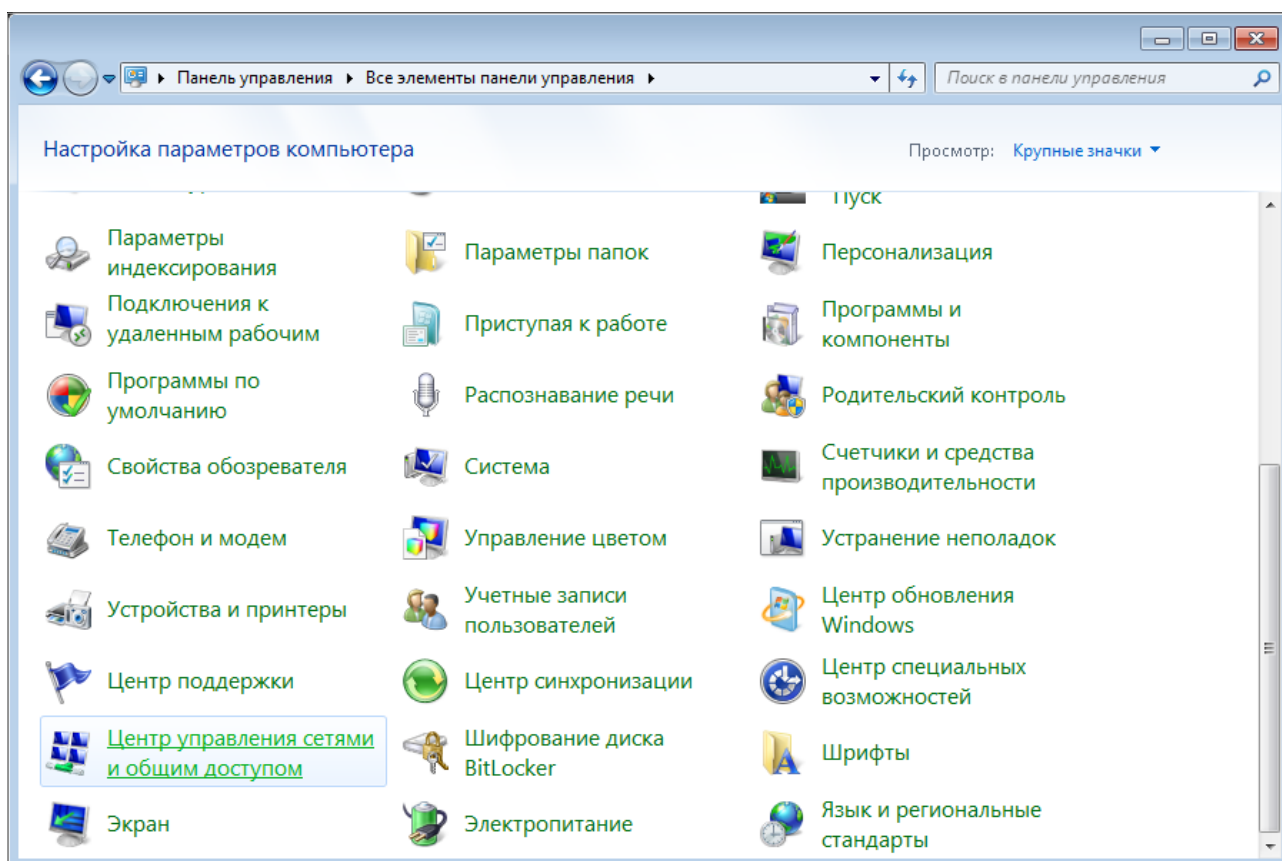 Панель управления
Все элементы панели управления
Поиск в панели управления
Настройка параметров компьютера
Просмотр: Крупные значки
Пуск
Параметры
индексирования
Параметры папок
Персонализация
Подключения к
удаленным рабочим
Приступая к работе
Программы и
компоненты
Программы по
умолчанию
Распознавание речи
Родительский контроль
Свойства обозревателя
Система
Счетчики и средства
производительности
Телефон и модем
Управление цветом
Устранение неполадок
Устройства и принтеры
Учетные записи
пользователей
Центр обновления
Windows
Центр поддержки
Центр синхронизации
Центр специальных
возможностей
Центр управления сетями
и общим доступом
Шифрование диска
BitLocker
Шрифты
Экран
Электропитание
Язык и региональные
стандарты